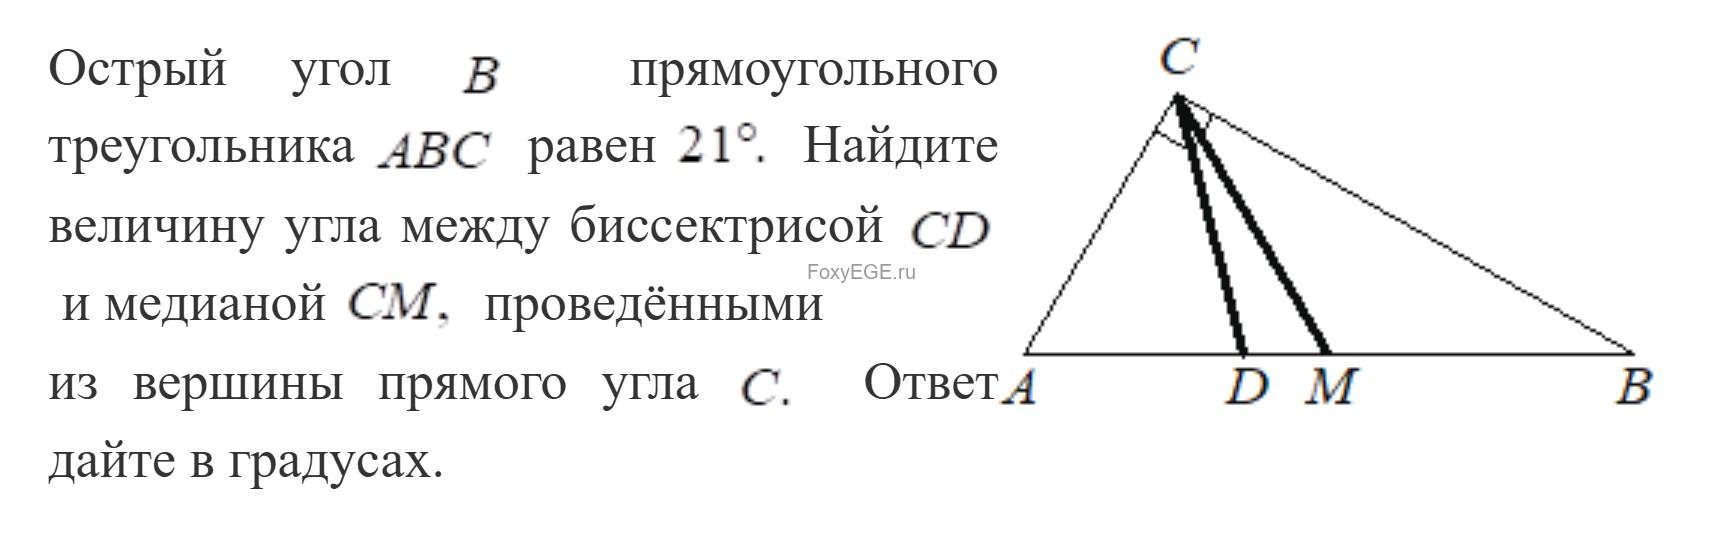 Острый угол B прямоугольного
треугольника ABC равен 21°. Найдите
величину угла между биссектрисой CD
FoxyEGE.ru
и медианой CM, проведёнными
из вершины прямого угла C. Ответ
дайте в градусах.
C
A D M B